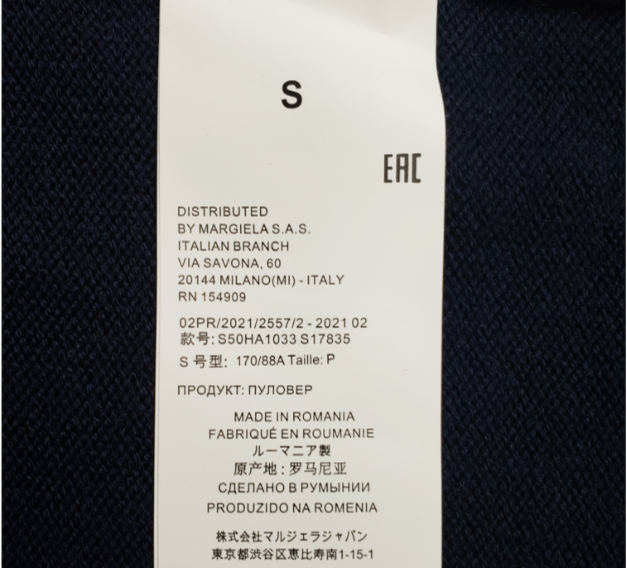 S
EAC
DISTRIBUTED
BY MARGIELA S.A.S.
ITALIAN BRANCH
VIA SAVONA, 60
20144 MILANO(MI) - ITALY
RN 154909
02PR/2021/2557/2 - 2021 02
款号: S50HA1033 S17835
S 号型: 170/88A Taille: P
ПРОДУКТ: ПУЛОВЕР
MADE IN ROMANIA
FABRIQUÉ EN ROUMANIE
ルーマニア製
原产地 : 罗马尼亚
СДЕЛАНО В РУМЫНИИ
PRODUZIDO NA ROMENIA
株式会社マルジェラジャパン
東京都渋谷区恵比寿南1-15-1